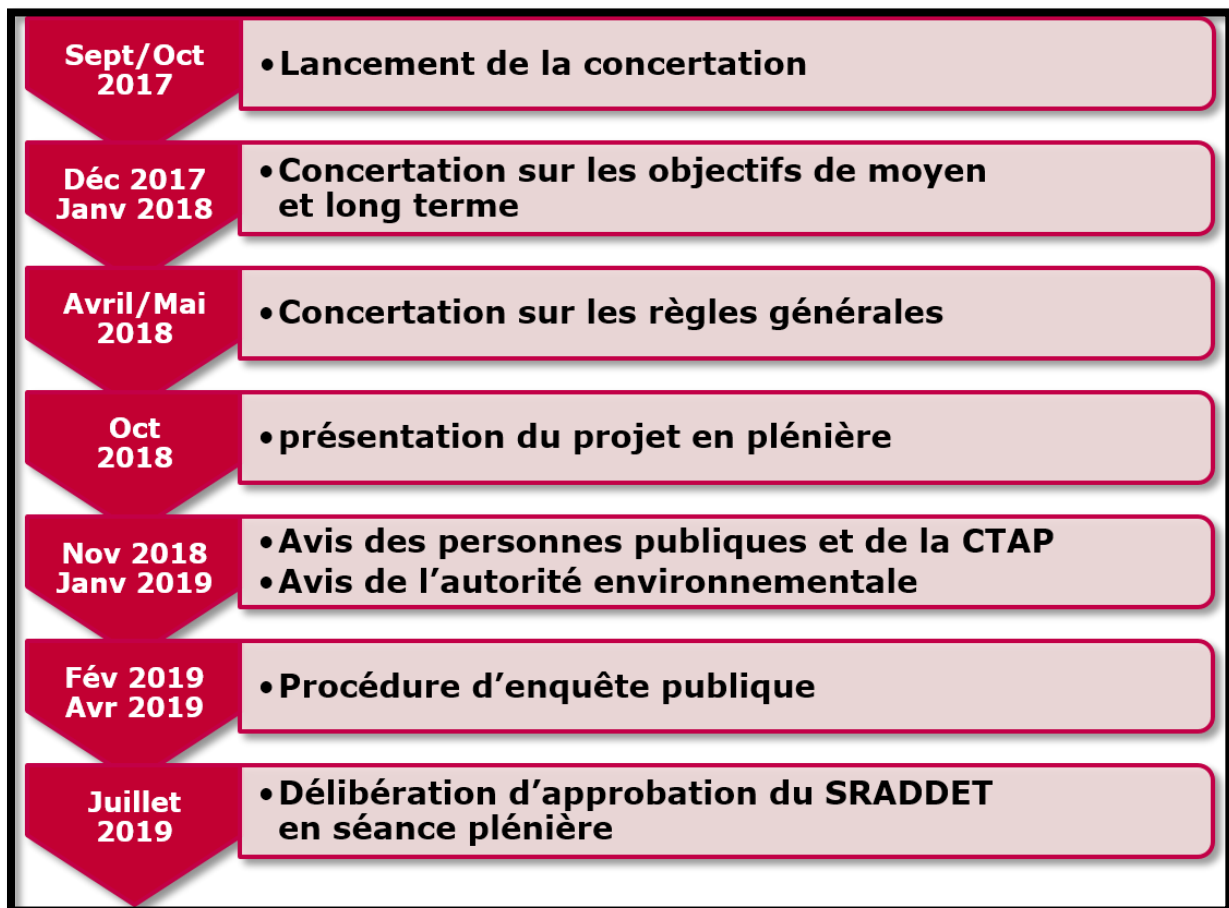 Sept/Oct
2017
•Lancement de la concertation
Déc 2017
Janv 2018
•Concertation sur les objectifs de moyen
et long terme
Avril/Mai
2018
•Concertation sur les règles générales
Oct
2018
•présentation du projet en plénière
Nov 2018
Janv 2019
•Avis des personnes publiques et de la CTAP
•Avis de l’autorité environnementale
Fév 2019
Avr 2019
•Procédure d’enquête publique
Juillet
2019
•Délibération d’approbation du SRADDET
en séance plénière